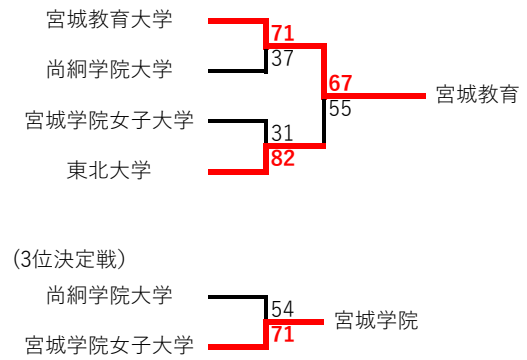 宮城教育大学
71
37
尚絅学院大学
67
宮城教育
55
宮城学院女子大学
31
82
東北大学
(3位決定戦)
尚絅学院大学
54
宮城学院
71
宮城学院女子大学